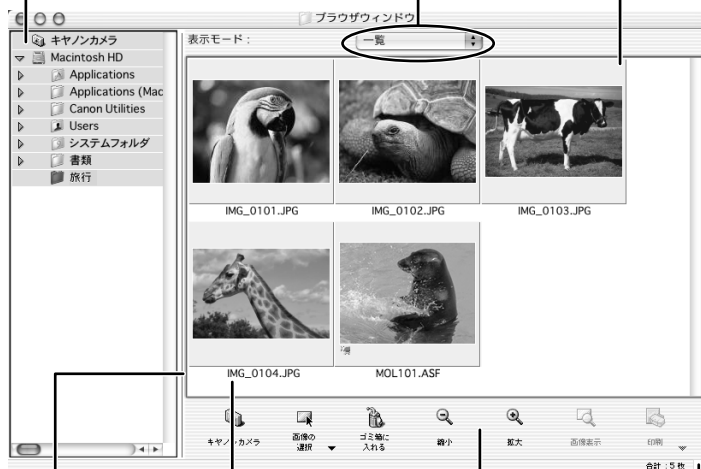 ブラウザウィンドウ
キヤノンカメラ
Macintosh HD
Applications
Applications (Mac
Canon Utilities
Users
システムフォルダ
書類
旅行
表示モード：
一覧
IMG_0101.JPG
IMG_0102.JPG
IMG_0103.JPG
IMG_0104.JPG
MOL101.ASF
キヤノンカメラ
画像の
選択
ゴミ箱に
入れる
縮小
拡大
画像表示
印刷
合計：5 枚